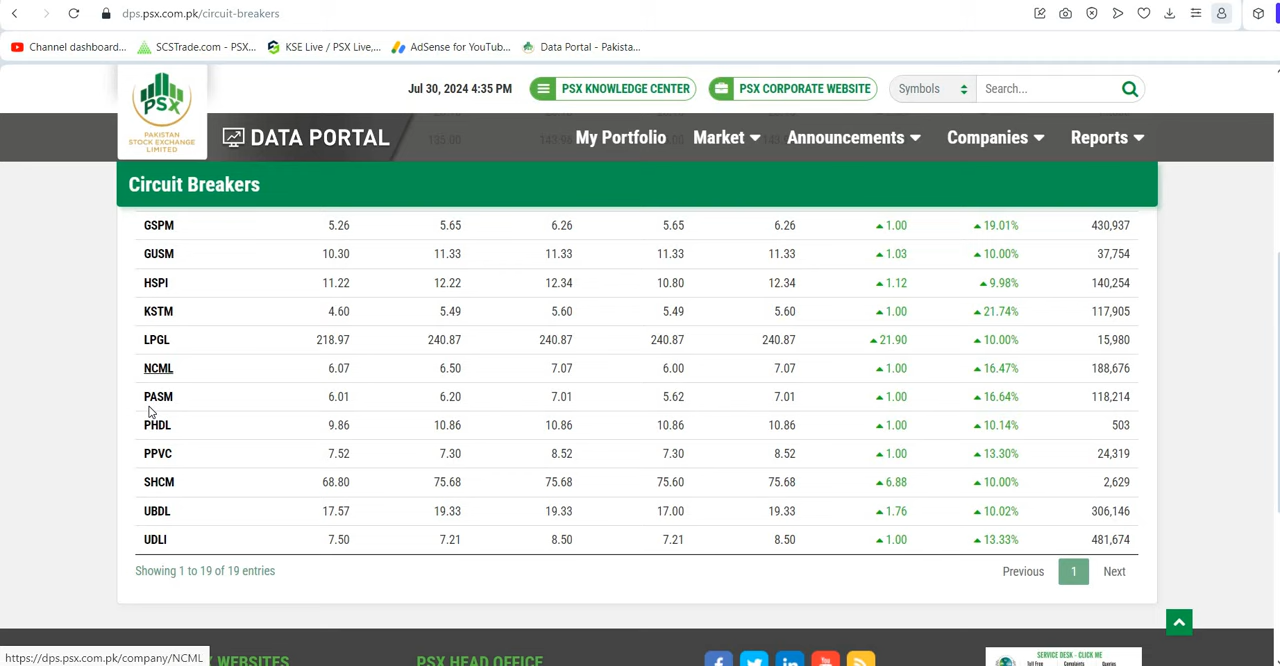 dps.psx.com.pk/circuit-breakers
Channel dashboard... SCSTrade.com - PSX... KSE Live / PSX Live,... AdSense for YouTub... Data Portal - Pakista...
PSX
PAKISTAN
STOCK EXCHANGE
LIMITED
Jul 30, 2024 4:35 PM PSX KNOWLEDGE CENTER PSX CORPORATE WEBSITE Symbols Search...
DATA PORTAL My Portfolio Market Announcements Companies Reports
Circuit Breakers
GSPM 5.26 5.65 6.26 5.65 6.26 1.00 19.01% 430,937
GUSM 10.30 11.33 11.33 11.33 11.33 1.03 10.00% 37,754
HSPI 11.22 12.22 12.34 10.80 12.34 1.12 9.98% 140,254
KSTM 4.60 5.49 5.60 5.49 5.60 1.00 21.74% 117,905
LPGL 218.97 240.87 240.87 240.87 240.87 21.90 10.00% 15,980
NCML 6.07 6.50 7.07 6.00 7.07 1.00 16.47% 188,676
PASM 6.01 6.20 7.01 5.62 7.01 1.00 16.64% 118,214
PHDL 9.86 10.86 10.86 10.86 10.86 1.00 10.14% 503
PPVC 7.52 7.30 8.52 7.30 8.52 1.00 13.30% 24,319
SHCM 68.80 75.68 75.68 75.60 75.68 6.88 10.00% 2,629
UBDL 17.57 19.33 19.33 17.00 19.33 1.76 10.02% 306,146
UDLI 7.50 7.21 8.50 7.21 8.50 1.00 13.33% 481,674
Showing 1 to 19 of 19 entries Previous 1 Next
https://dps.psx.com.pk/company/NCML
WEBSITES PSX HEAD OFFICE
SERVICE DESK - CLICK ME